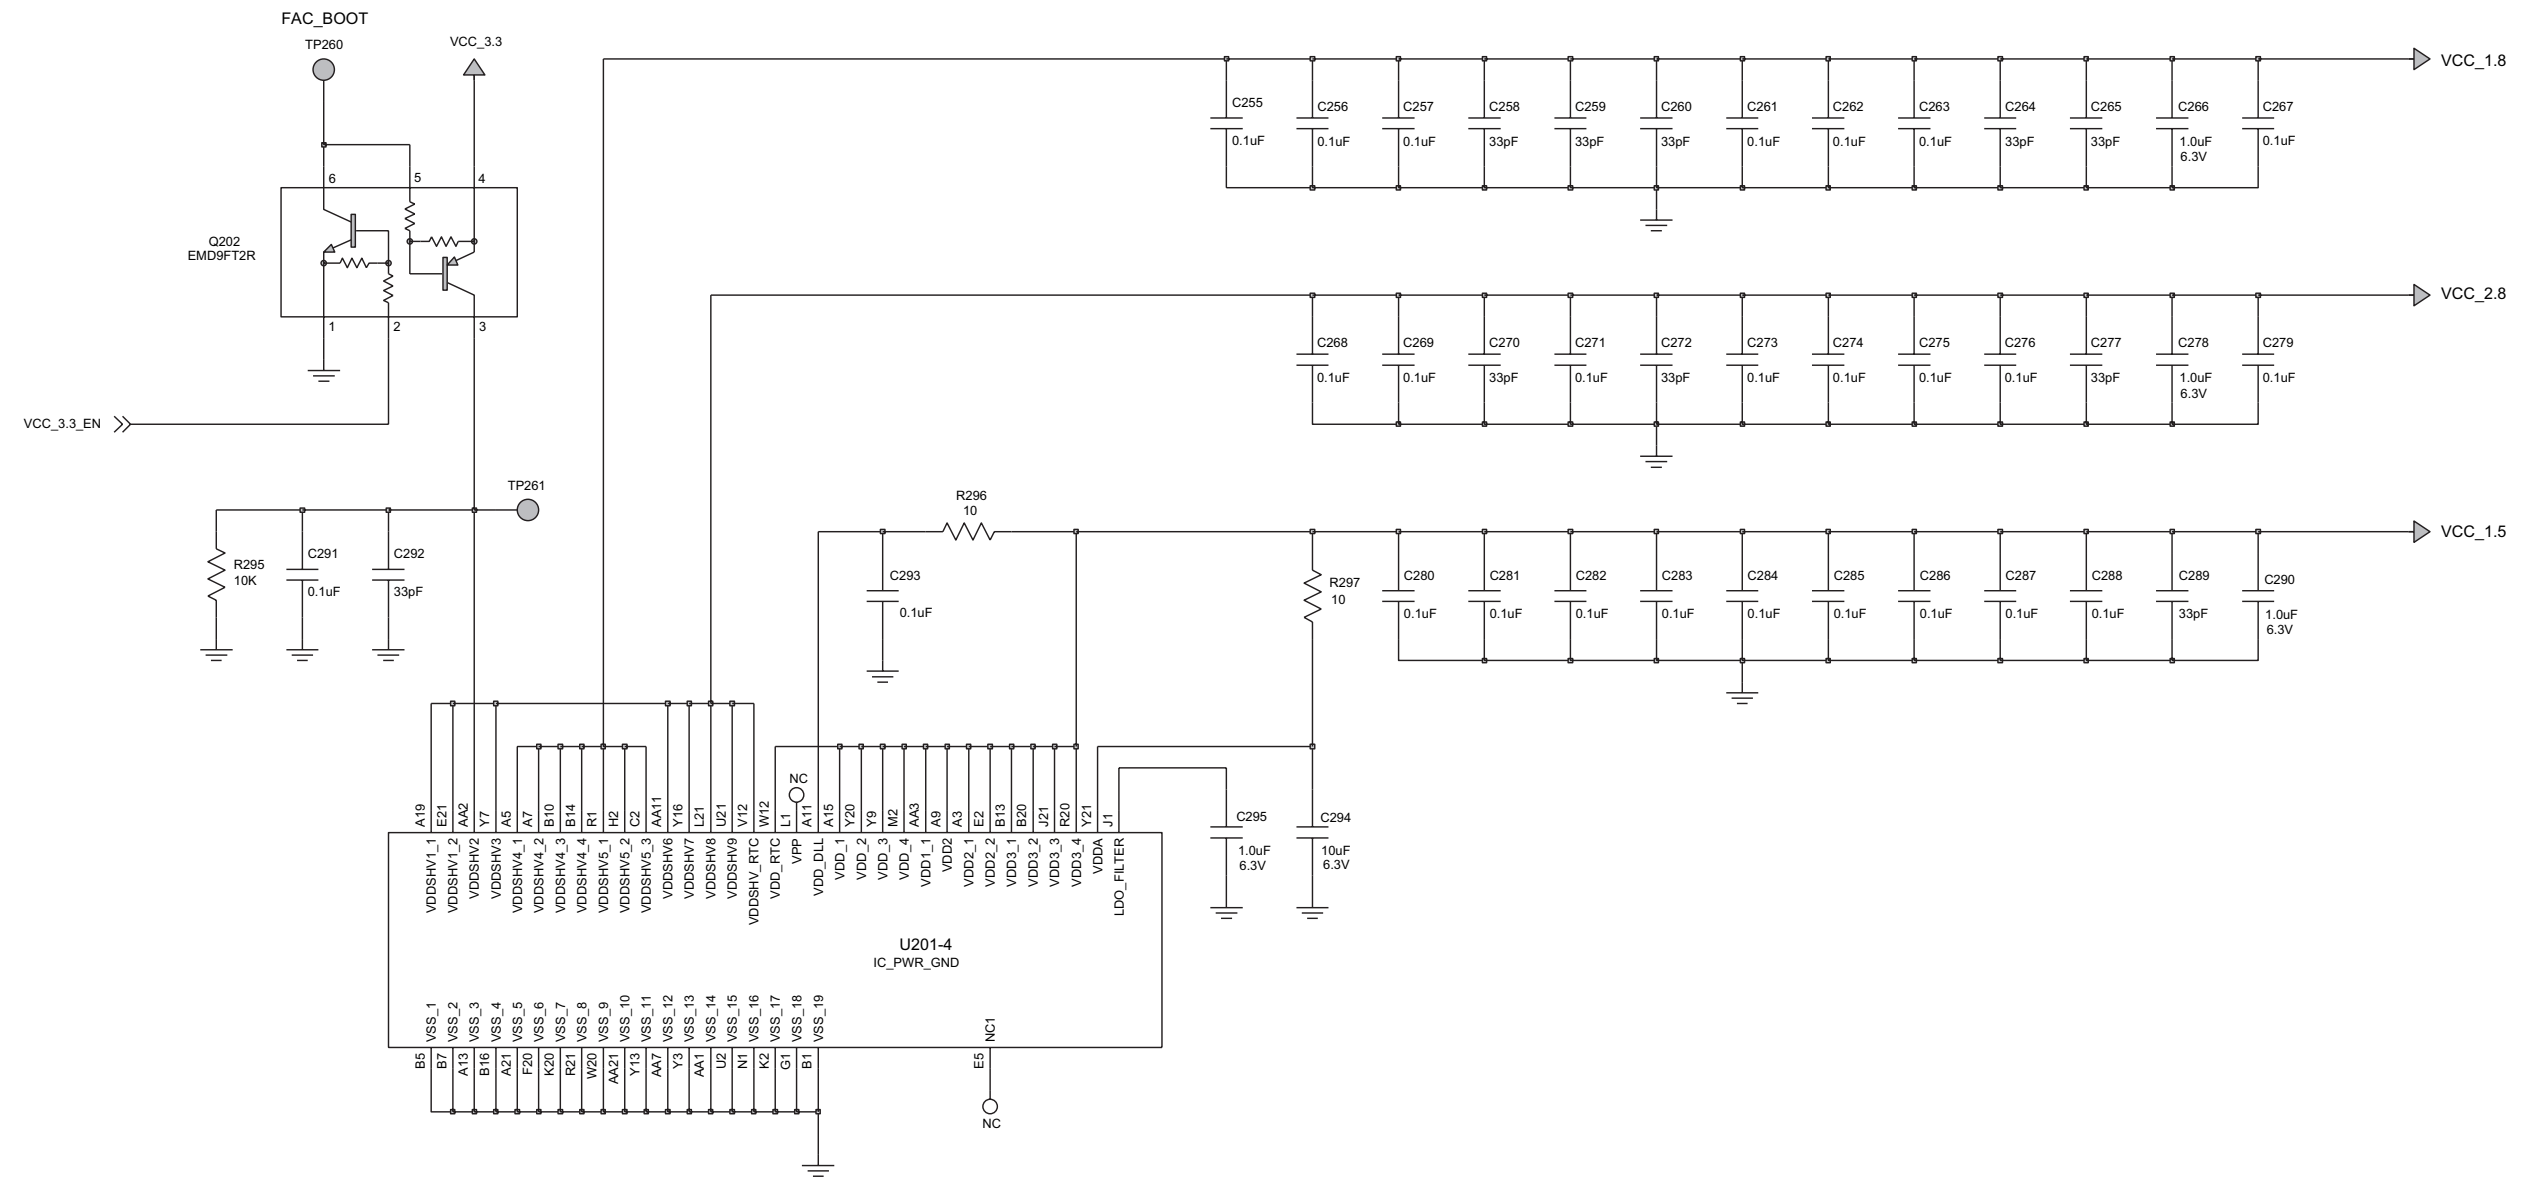 FAC_BOOT
TP260
VCC_3.3
VCC_1.8
C255
0.1uF
C256
0.1uF
C257
0.1uF
C258
33pF
C259
33pF
C260
33pF
C261
0.1uF
C262
0.1uF
C263
0.1uF
C264
33pF
C265
33pF
C266
1.0uF
6.3V
C267
0.1uF
6
5
4
Q202
EMD9FT2R
1
2
3
VCC_2.8
C268
0.1uF
C269
0.1uF
C270
33pF
C271
0.1uF
C272
33pF
C273
0.1uF
C274
0.1uF
C275
0.1uF
C276
0.1uF
C277
33pF
C278
1.0uF
6.3V
C279
0.1uF
VCC_3.3_EN
TP261
R295
10K
C291
0.1uF
C292
33pF
R296
10
C293
0.1uF
R297
10
VCC_1.5
C280
0.1uF
C281
0.1uF
C282
0.1uF
C283
0.1uF
C284
0.1uF
C285
0.1uF
C286
0.1uF
C287
0.1uF
C288
0.1uF
C289
33pF
C290
1.0uF
6.3V
NC
A19
E21
AA2
Y7
A5
A7
B10
B14
R1
H2
C2
AA11
Y16
L21
U21
V12
W12
L1
A11
A15
Y20
Y9
M2
AA3
A9
A3
E2
B13
B20
J21
R20
Y21
J1
VDDSHV1_1
VDDSHV1_2
VDDSHV2
VDDSHV3
VDDSHV4_1
VDDSHV4_2
VDDSHV4_3
VDDSHV4_4
VDDSHV5_1
VDDSHV5_2
VDDSHV5_3
VDDSHV6
VDDSHV7
VDDSHV8
VDDSHV9
VDDSHV_RTC
VDD_RTC
VPP
VDD_DLL
VDD_1
VDD_2
VDD_3
VDD_4
VDD1_1
VDD2
VDD2_1
VDD2_2
VDD3_1
VDD3_2
VDD3_3
VDD3_4
VDDA
LDO_FILTER
C295
1.0uF
6.3V
C294
10uF
6.3V
U201-4
IC_PWR_GND
VSS_1
VSS_2
VSS_3
VSS_4
VSS_5
VSS_6
VSS_7
VSS_8
VSS_9
VSS_10
VSS_11
VSS_12
VSS_13
VSS_14
VSS_15
VSS_16
VSS_17
VSS_18
VSS_19
NC1
B5
B7
A13
B16
A21
F20
K20
R21
W20
AA21
Y13
AA7
Y3
AA1
U2
N1
K2
G1
B1
E5
NC